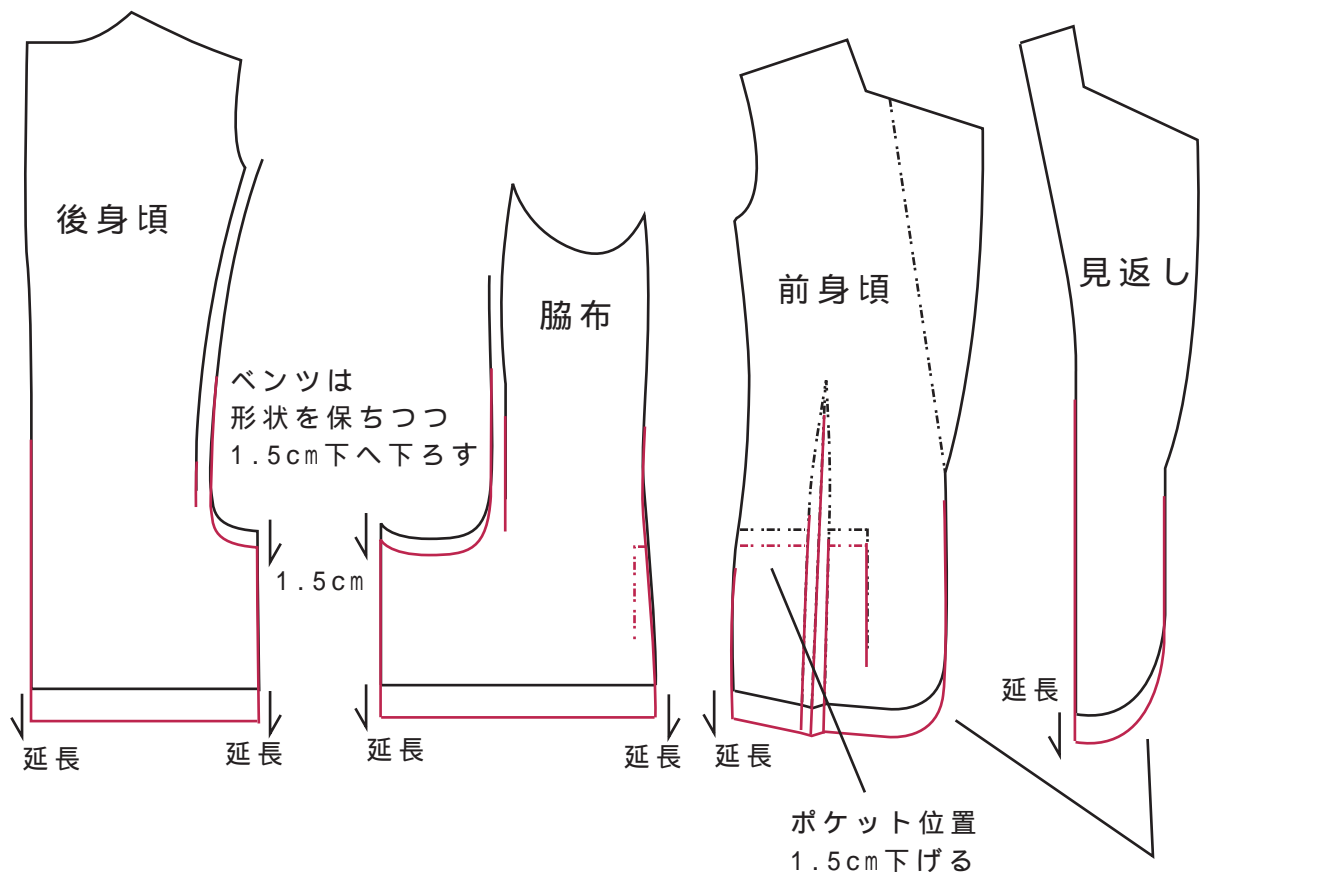 後身頃
脇布
前身頃
見返し
ベンツは
形状を保ちつつ
1.5cm下へ下ろす
1.5cm
延長
延長
延長
延長
延長
延長
ポケット位置
1.5cm下げる